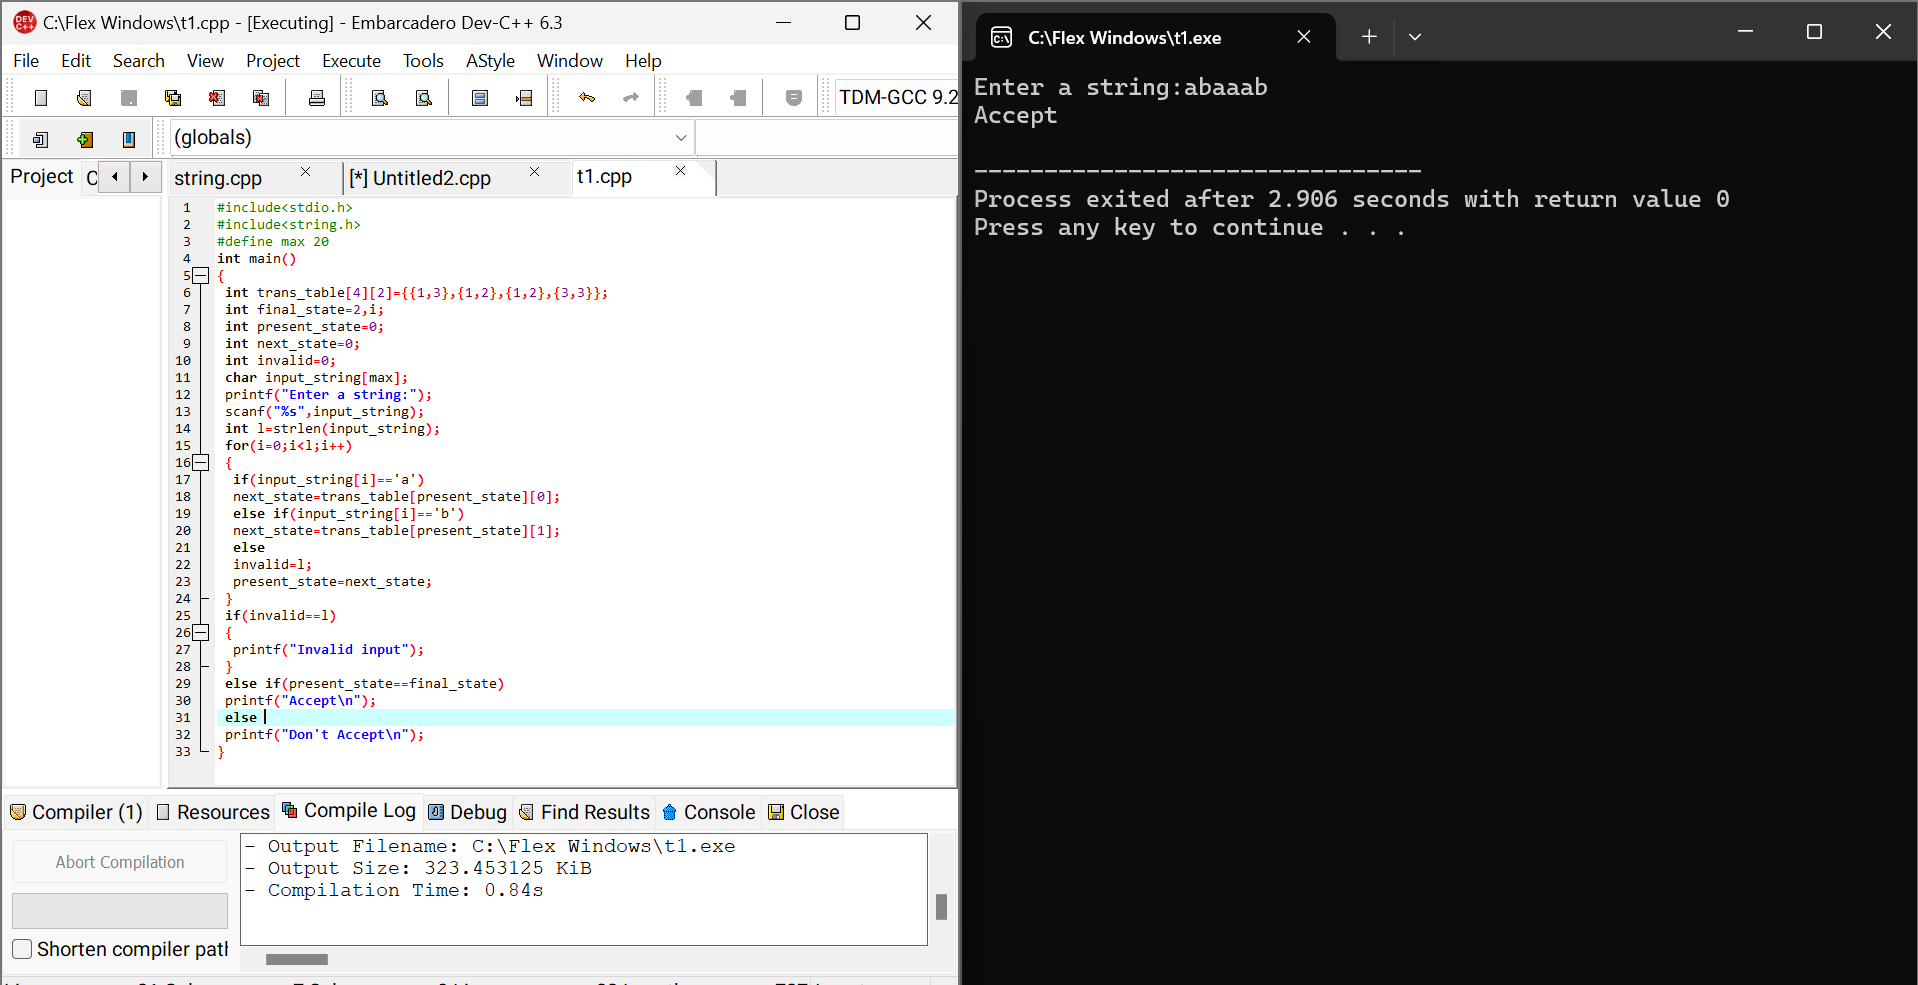 C:\Flex Windows\t1.cpp - [Executing] - Embarcadero Dev-C++ 6.3
File Edit Search View Project Execute Tools AStyle Window Help
TDM-GCC 9.2
(globals)
Project C
string.cpp [*] Untitled2.cpp t1.cpp
1 #include<stdio.h>
2 #include<string.h>
3 #define max 20
4 int main()
5 {
6 int trans_table[4][2]={{1,3},{1,2},{1,2},{3,3}};
7 int final_state=2,i;
8 int present_state=0;
9 int next_state=0;
10 int invalid=0;
11 char input_string[max];
12 printf("Enter a string:");
13 scanf("%s",input_string);
14 int l=strlen(input_string);
15 for(i=0;i<l;i++)
16 {
17 if(input_string[i]=='a')
18 next_state=trans_table[present_state][0];
19 else if(input_string[i]=='b')
20 next_state=trans_table[present_state][1];
21 else
22 invalid=l;
23 present_state=next_state;
24 }
25 if(invalid==l)
26 {
27 printf("Invalid input");
28 }
29 else if(present_state==final_state)
30 printf("Accept\n");
31 else
32 printf("Don't Accept\n");
33 }
Compiler (1) Resources Compile Log Debug Find Results Console Close
Abort Compilation
Shorten compiler path
- Output Filename: C:\Flex Windows\t1.exe
- Output Size: 323.453125 KiB
- Compilation Time: 0.84s
C:\Flex Windows\t1.exe
Enter a string:abaaab
Accept
--------------------------------
Process exited after 2.906 seconds with return value 0
Press any key to continue . . .